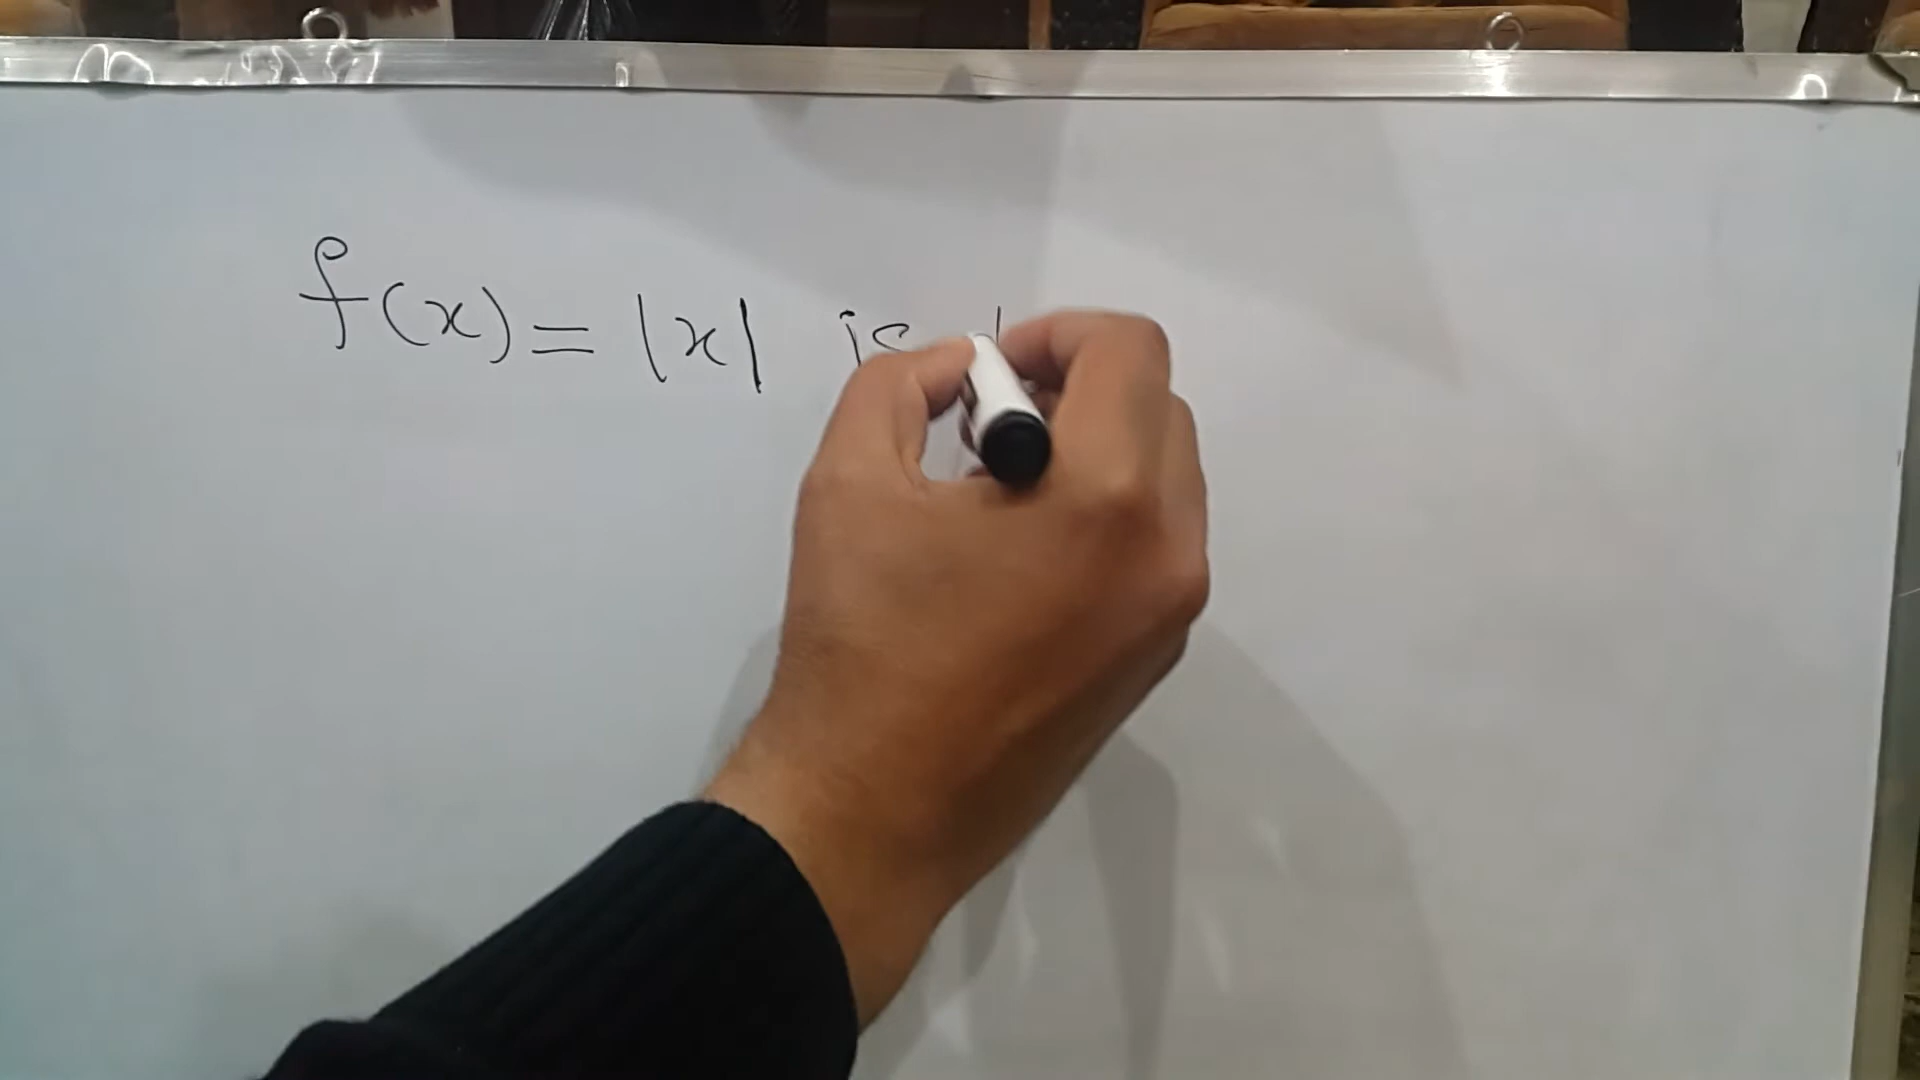 f(x) = |x| is